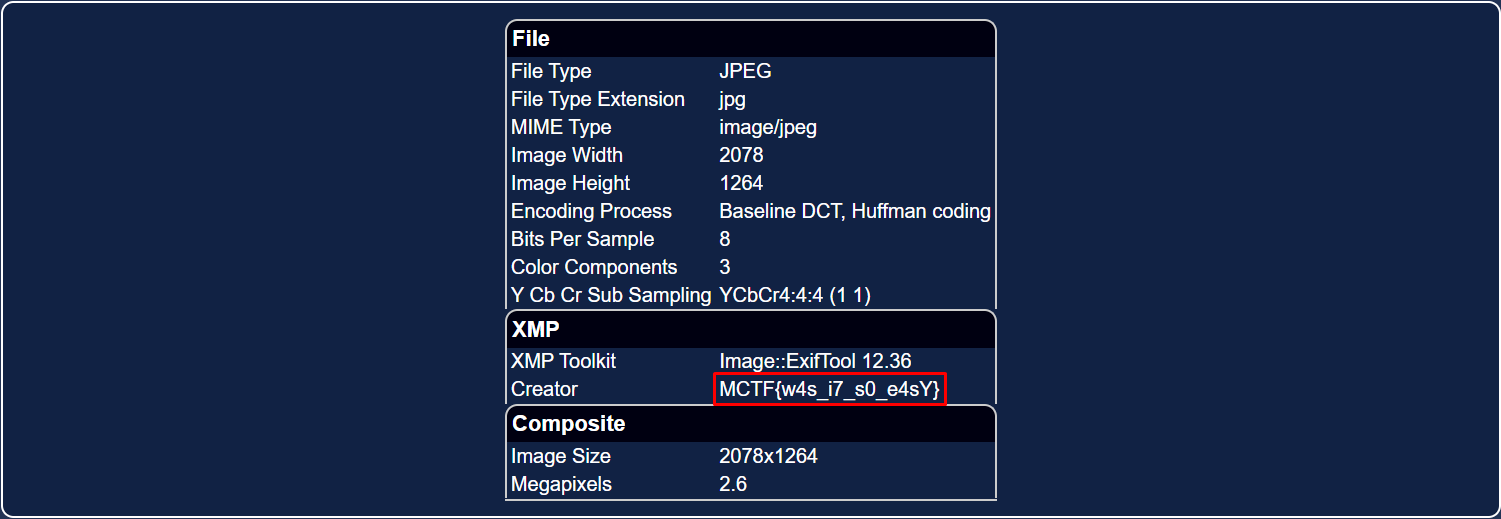 File
File Type JPEG
File Type Extension jpg
MIME Type image/jpeg
Image Width 2078
Image Height 1264
Encoding Process Baseline DCT, Huffman coding
Bits Per Sample 8
Color Components 3
Y Cb Cr Sub Sampling YCbCr4:4:4 (1 1)
XMP
XMP Toolkit Image::ExifTool 12.36
Creator MCTF{w4s_i7_s0_e4sY}
Composite
Image Size 2078x1264
Megapixels 2.6